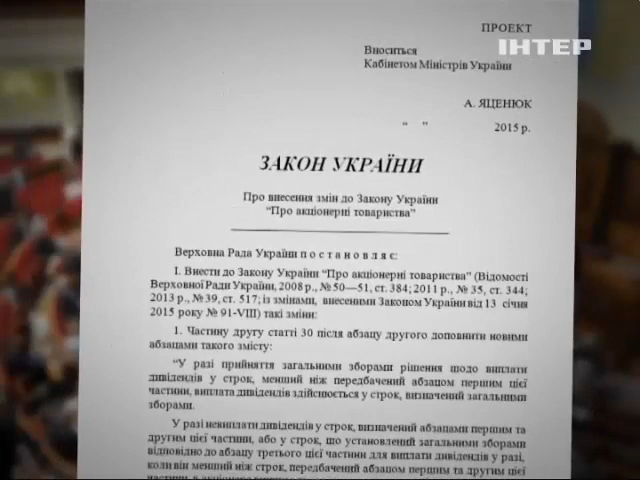 ПРОЕКТ
ІНТЕР
Вноситься
Кабінетом Міністрів України
А. ЯЦЕНЮК
“ ” 2015 р.
ЗАКОН УКРАЇНИ
Про внесення змін до Закону України
“Про акціонерні товариства”
Верховна Рада України п о с т а н о в л я є:
І. Внести до Закону України “Про акціонерні товариства” (Відомості
Верховної Ради України, 2008 р., № 50—51, ст. 384; 2011 р., № 35, ст. 344;
2013 р., № 39, ст. 517; із змінами, внесеними Законом України від 13 січня
2015 року № 91-VIII) такі зміни:
1. Частину другу статті 30 після абзацу другого доповнити новими
абзацами такого змісту:
“У разі прийняття загальними зборами рішення щодо виплати
дивідендів у строк, менший ніж передбачений абзацом першим цієї
частини, виплата дивідендів здійснюється у строк, визначений загальними
зборами.
У разі невиплати дивідендів у строк, визначений абзацами першим та
другим цієї частини, або у строк, що установлений загальними зборами
відповідно до абзацу третього цієї частини для виплати дивідендів у разі,
коли він менший ніж строк, передбачений абзацом першим та другим цієї